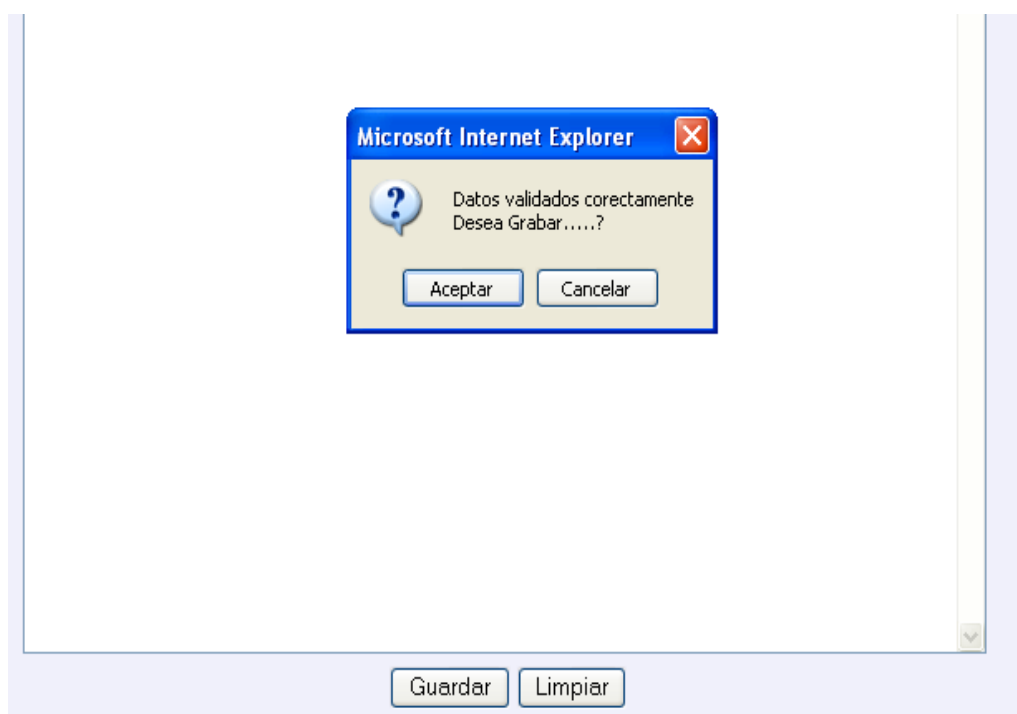 Microsoft Internet Explorer
Datos validados corectamente
Desea Grabar.....?
Aceptar Cancelar
Guardar Limpiar